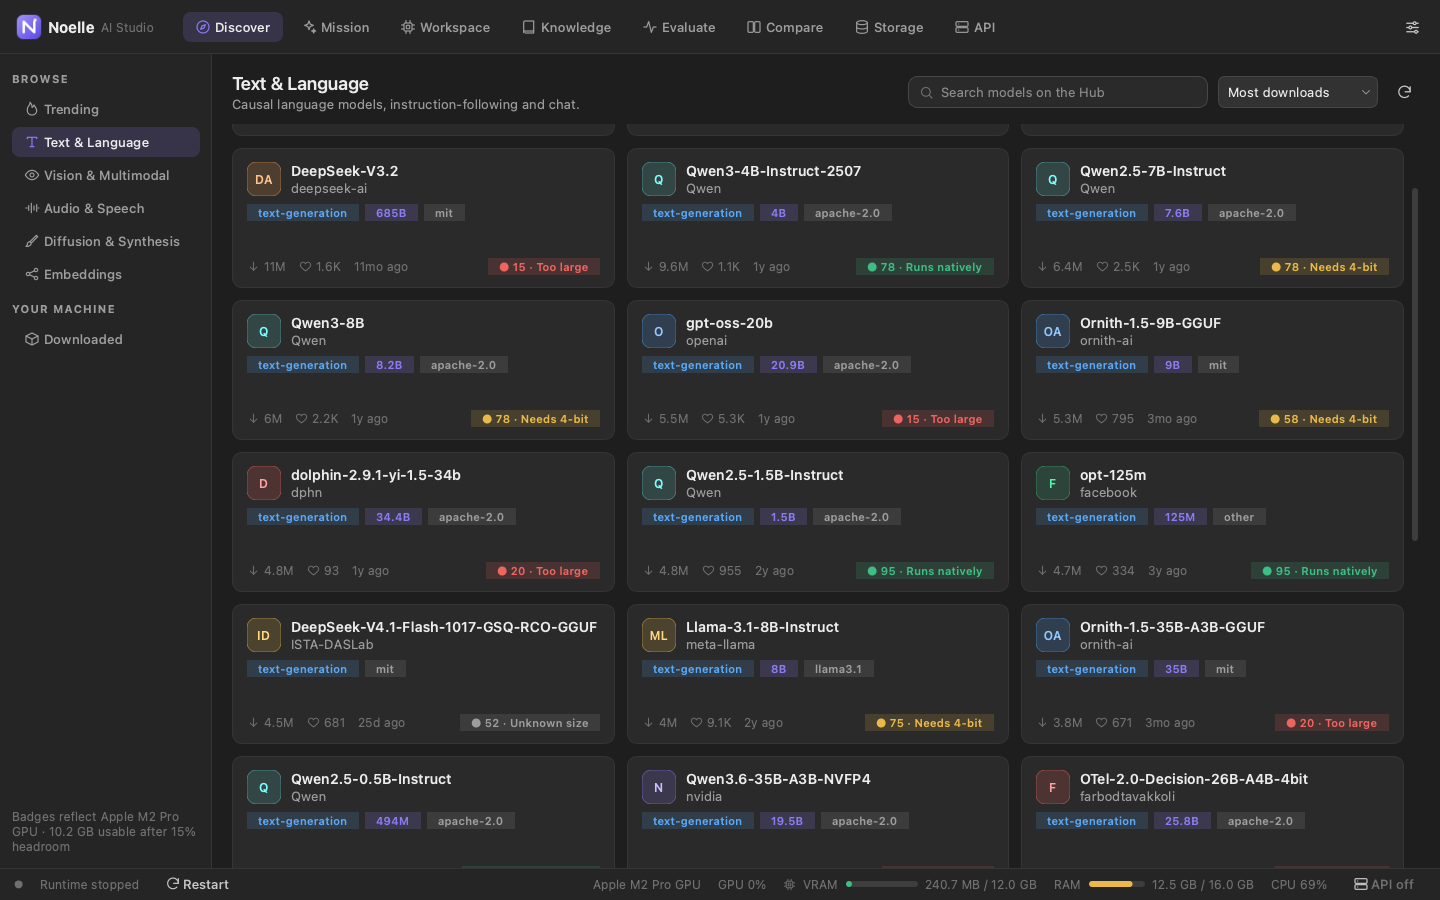 Noelle AI Studio
Discover
Mission
Workspace
Knowledge
Evaluate
Compare
Storage
API
BROWSE
Trending
Text & Language
Vision & Multimodal
Audio & Speech
Diffusion & Synthesis
Embeddings
YOUR MACHINE
Downloaded
Badges reflect Apple M2 Pro
GPU · 10.2 GB usable after 15%
headroom
Text & Language
Causal language models, instruction-following and chat.
Search models on the Hub
Most downloads
DA
DeepSeek-V3.2
deepseek-ai
text-generation 685B mit
11M 1.6K 11mo ago 15 · Too large
Q
Qwen3-4B-Instruct-2507
Qwen
text-generation 4B apache-2.0
9.6M 1.1K 1y ago 78 · Runs natively
Q
Qwen2.5-7B-Instruct
Qwen
text-generation 7.6B apache-2.0
6.4M 2.5K 1y ago 78 · Needs 4-bit
Q
Qwen3-8B
Qwen
text-generation 8.2B apache-2.0
6M 2.2K 1y ago 78 · Needs 4-bit
O
gpt-oss-20b
openai
text-generation 20.9B apache-2.0
5.5M 5.3K 1y ago 15 · Too large
OA
Ornith-1.5-9B-GGUF
ornith-ai
text-generation 9B mit
5.3M 795 3mo ago 58 · Needs 4-bit
D
dolphin-2.9.1-yi-1.5-34b
dphn
text-generation 34.4B apache-2.0
4.8M 93 1y ago 20 · Too large
Q
Qwen2.5-1.5B-Instruct
Qwen
text-generation 1.5B apache-2.0
4.8M 955 2y ago 95 · Runs natively
F
opt-125m
facebook
text-generation 125M other
4.7M 334 3y ago 95 · Runs natively
ID
DeepSeek-V4.1-Flash-1017-GSQ-RCO-GGUF
ISTA-DASLab
text-generation mit
4.5M 681 25d ago 52 · Unknown size
ML
Llama-3.1-8B-Instruct
meta-llama
text-generation 8B llama3.1
4M 9.1K 2y ago 75 · Needs 4-bit
OA
Ornith-1.5-35B-A3B-GGUF
ornith-ai
text-generation 35B mit
3.8M 671 3mo ago 20 · Too large
Q
Qwen2.5-0.5B-Instruct
Qwen
text-generation 494M apache-2.0
N
Qwen3.6-35B-A3B-NVFP4
nvidia
text-generation 19.5B apache-2.0
F
OTel-2.0-Decision-26B-A4B-4bit
farbodtavakkoli
text-generation 25.8B apache-2.0
Runtime stopped
Restart
Apple M2 Pro GPU GPU 0% VRAM 240.7 MB / 12.0 GB RAM 12.5 GB / 16.0 GB CPU 69% API off